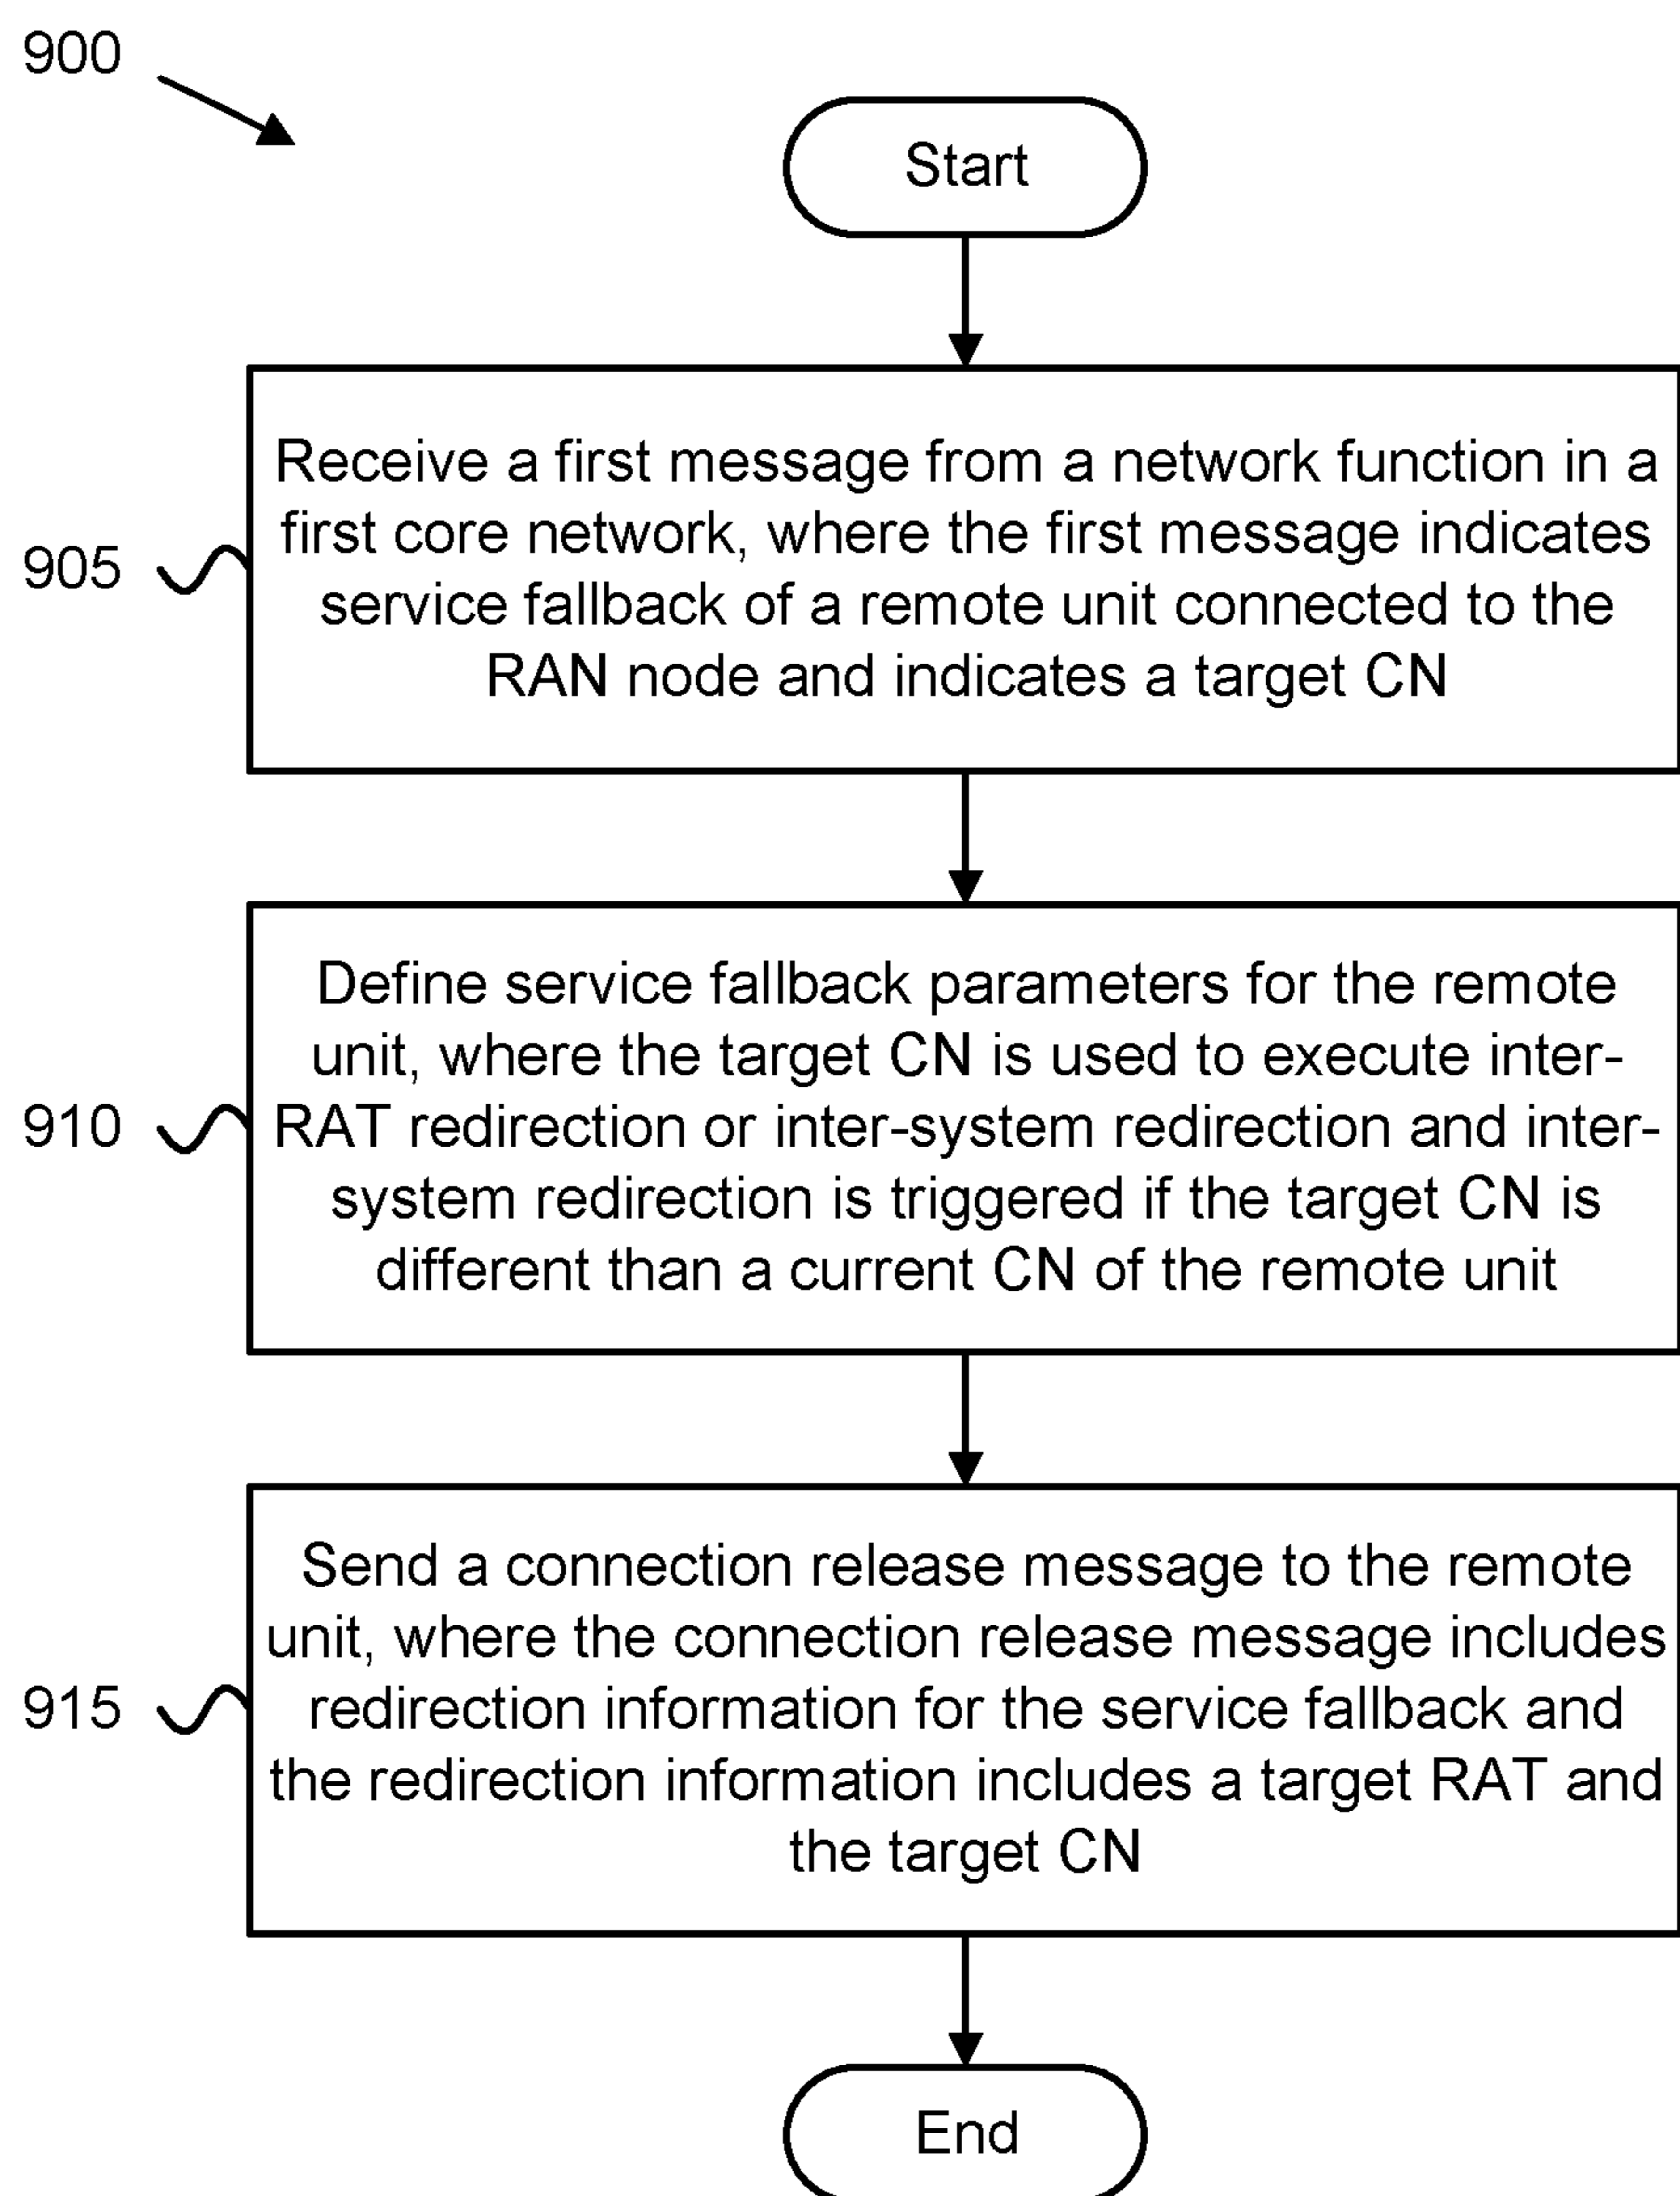 900
Start
Receive a first message from a network function in a
first core network, where the first message indicates
service fallback of a remote unit connected to the
RAN node and indicates a target CN
905
Define service fallback parameters for the remote
unit, where the target CN is used to execute inter-
RAT redirection or inter-system redirection and inter-
system redirection is triggered if the target CN is
different than a current CN of the remote unit
910
Send a connection release message to the remote
unit, where the connection release message includes
redirection information for the service fallback and
the redirection information includes a target RAT and
the target CN
915
End